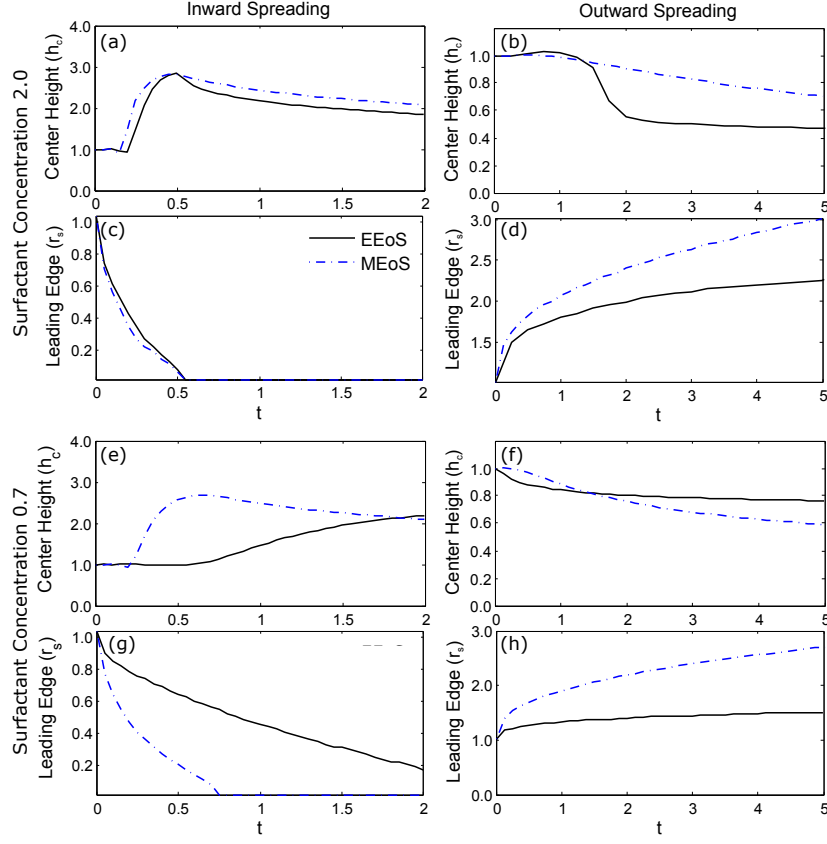 Inward Spreading
Outward Spreading
Surfactant Concentration 2.0
(a)
Center Height (h_c)
4.0
3.0
2.0
1.0
0.0
0 0.5 1 1.5 2
(b)
Center Height (h_c)
1.2
1.0
0.8
0.6
0.4
0.2
0.0
0 1 2 3 4 5
(c)
Leading Edge (r_s)
1.0
0.8
0.6
0.4
0.2
EEoS
MEoS
0 0.5 1 1.5 2
t
(d)
Leading Edge (r_s)
3.0
2.5
2.0
1.5
0 1 2 3 4 5
t
Surfactant Concentration 0.7
(e)
Center Height (h_c)
4.0
3.0
2.0
1.0
0.0
0 0.5 1 1.5 2
(f)
Center Height (h_c)
1.2
1.0
0.8
0.6
0.4
0.2
0.0
0 1 2 3 4 5
(g)
Leading Edge (r_s)
1.0
0.8
0.6
0.4
0.2
0 0.5 1 1.5 2
t
(h)
Leading Edge (r_s)
3.0
2.0
1.0
0.0
0 1 2 3 4 5
t